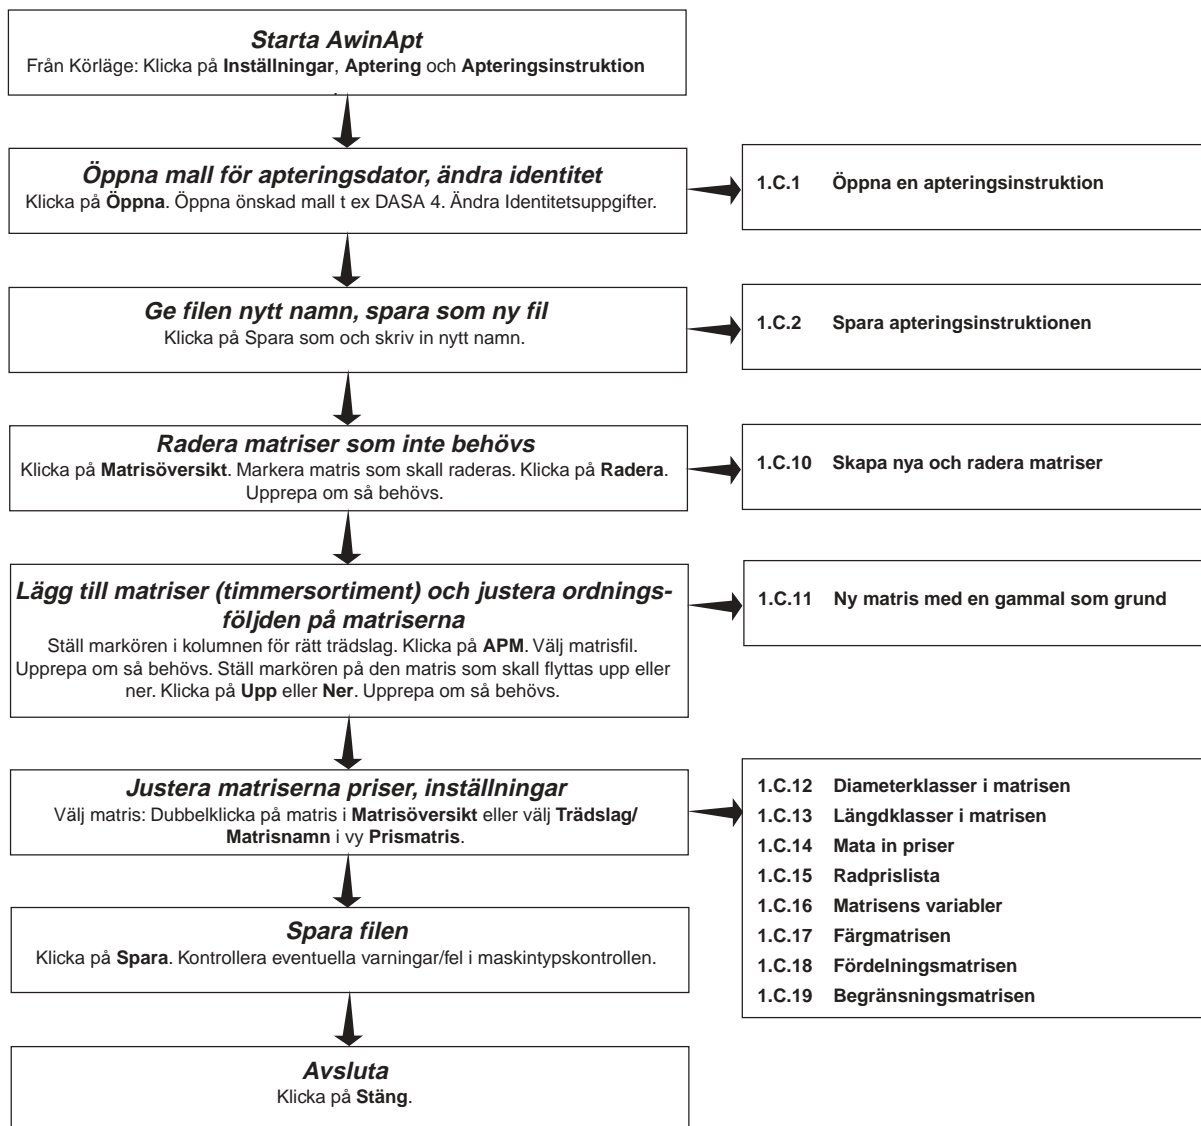 Starta AwinApt
Från Körläge: Klicka på Inställningar, Aptering och Apteringsinstruktion
.
Öppna mall för apteringsdator, ändra identitet
Klicka på Öppna. Öppna önskad mall t ex DASA 4. Ändra Identitetsuppgifter.
1.C.1 Öppna en apteringsinstruktion
Ge filen nytt namn, spara som ny fil
Klicka på Spara som och skriv in nytt namn.
1.C.2 Spara apteringsinstruktionen
Radera matriser som inte behövs
Klicka på Matrisöversikt. Markera matris som skall raderas. Klicka på Radera.
Upprepa om så behövs.
1.C.10 Skapa nya och radera matriser
Lägg till matriser (timmersortiment) och justera ordnings-
följden på matriserna
Ställ markören i kolumnen för rätt trädslag. Klicka på APM. Välj matrisfil.
Upprepa om så behövs. Ställ markören på den matris som skall flyttas upp eller
ner. Klicka på Upp eller Ner. Upprepa om så behövs.
1.C.11 Ny matris med en gammal som grund
Justera matriserna priser, inställningar
Välj matris: Dubbelklicka på matris i Matrisöversikt eller välj Trädslag/
Matrisnamn i vy Prismatris.
1.C.12 Diameterklasser i matrisen
1.C.13 Längdklasser i matrisen
1.C.14 Mata in priser
1.C.15 Radprislista
1.C.16 Matrisens variabler
1.C.17 Färgmatrisen
1.C.18 Fördelningsmatrisen
1.C.19 Begränsningsmatrisen
Spara filen
Klicka på Spara. Kontrollera eventuella varningar/fel i maskintypskontrollen.
Avsluta
Klicka på Stäng.